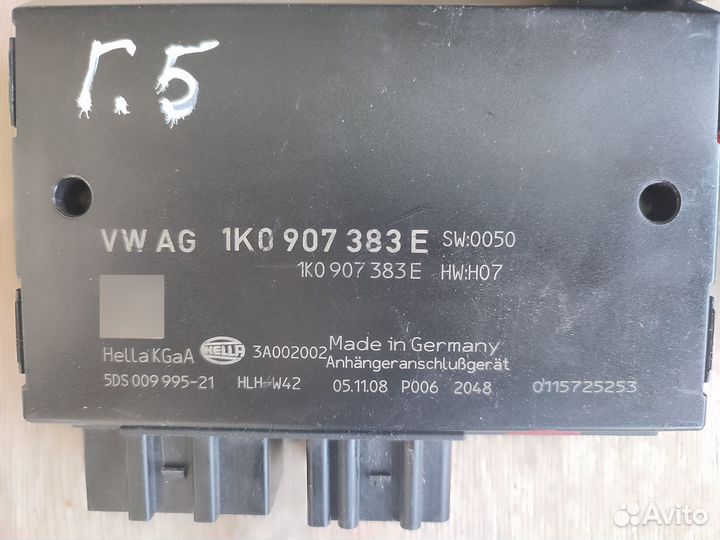 Г.5
VW AG 1K0 907 383 E SW:0050
1K0 907 383 E HW:H07
Made in Germany
Hella KGaA HELLA 3A002002 Anhängeranschlußgerät
5DS 009 995-21 HLH-W42 05.11.08 P006 2048 0115725253
Avito